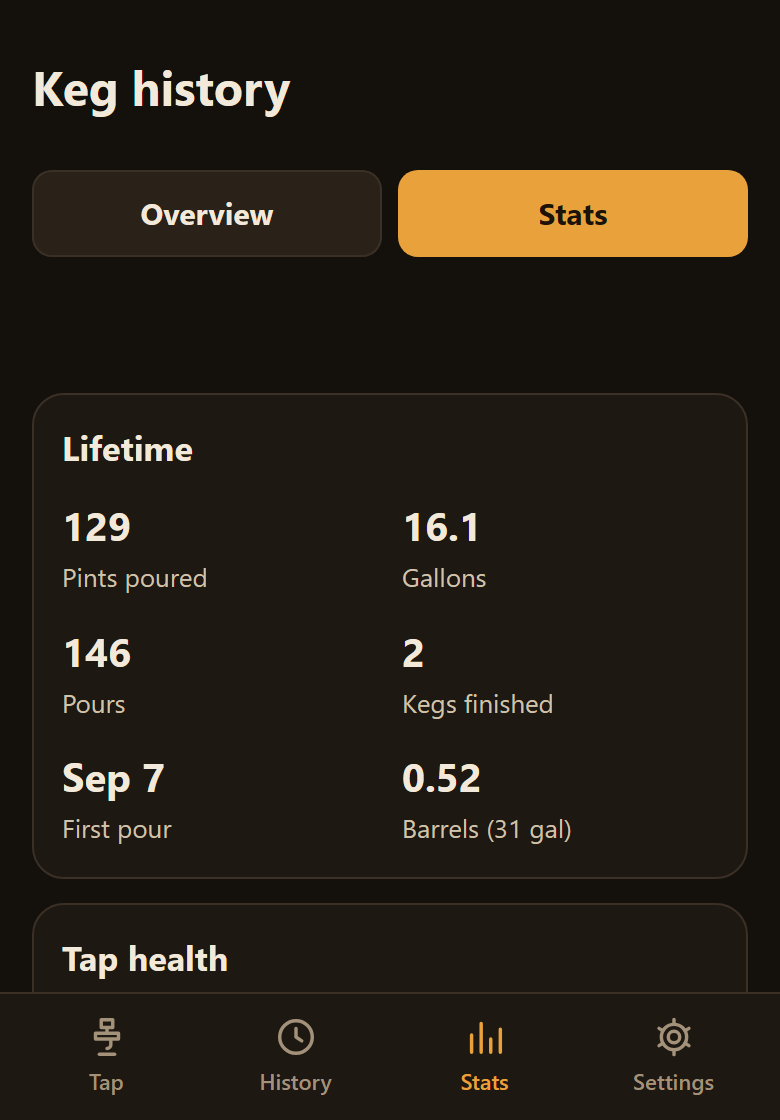 Keg history
Overview
Stats
Lifetime
129
16.1
Pints poured
Gallons
146
2
Pours
Kegs finished
Sep 7
0.52
First pour
Barrels (31 gal)
Tap health
Tap
History
Stats
Settings